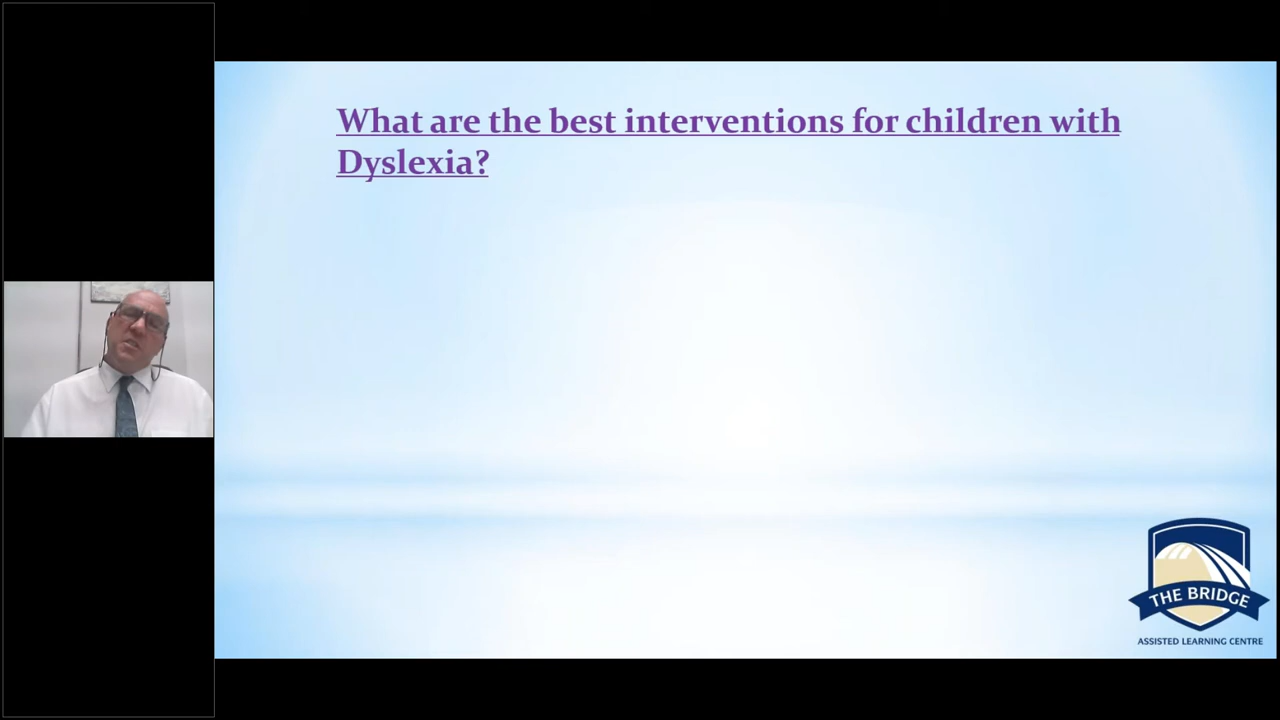 What are the best interventions for children with
Dyslexia?
THE BRIDGE
ASSISTED LEARNING CENTRE